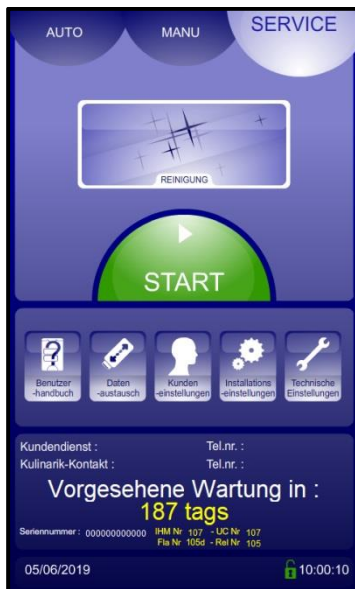 AUTO MANU SERVICE
REINIGUNG
START
Benutzer
-handbuch
Daten
-austausch
Kunden
-einstellungen
Installations
-einstellungen
Technische
Einstellungen
Kundendienst : Tel.nr. :
Kulinarik-Kontakt : Tel.nr. :
Vorgesehene Wartung in :
187 tags
Seriennummer : 000000000000 IHM Nr 107 - UC Nr 107
Fla Nr 105d - Rel Nr 105
05/06/2019 10:00:10